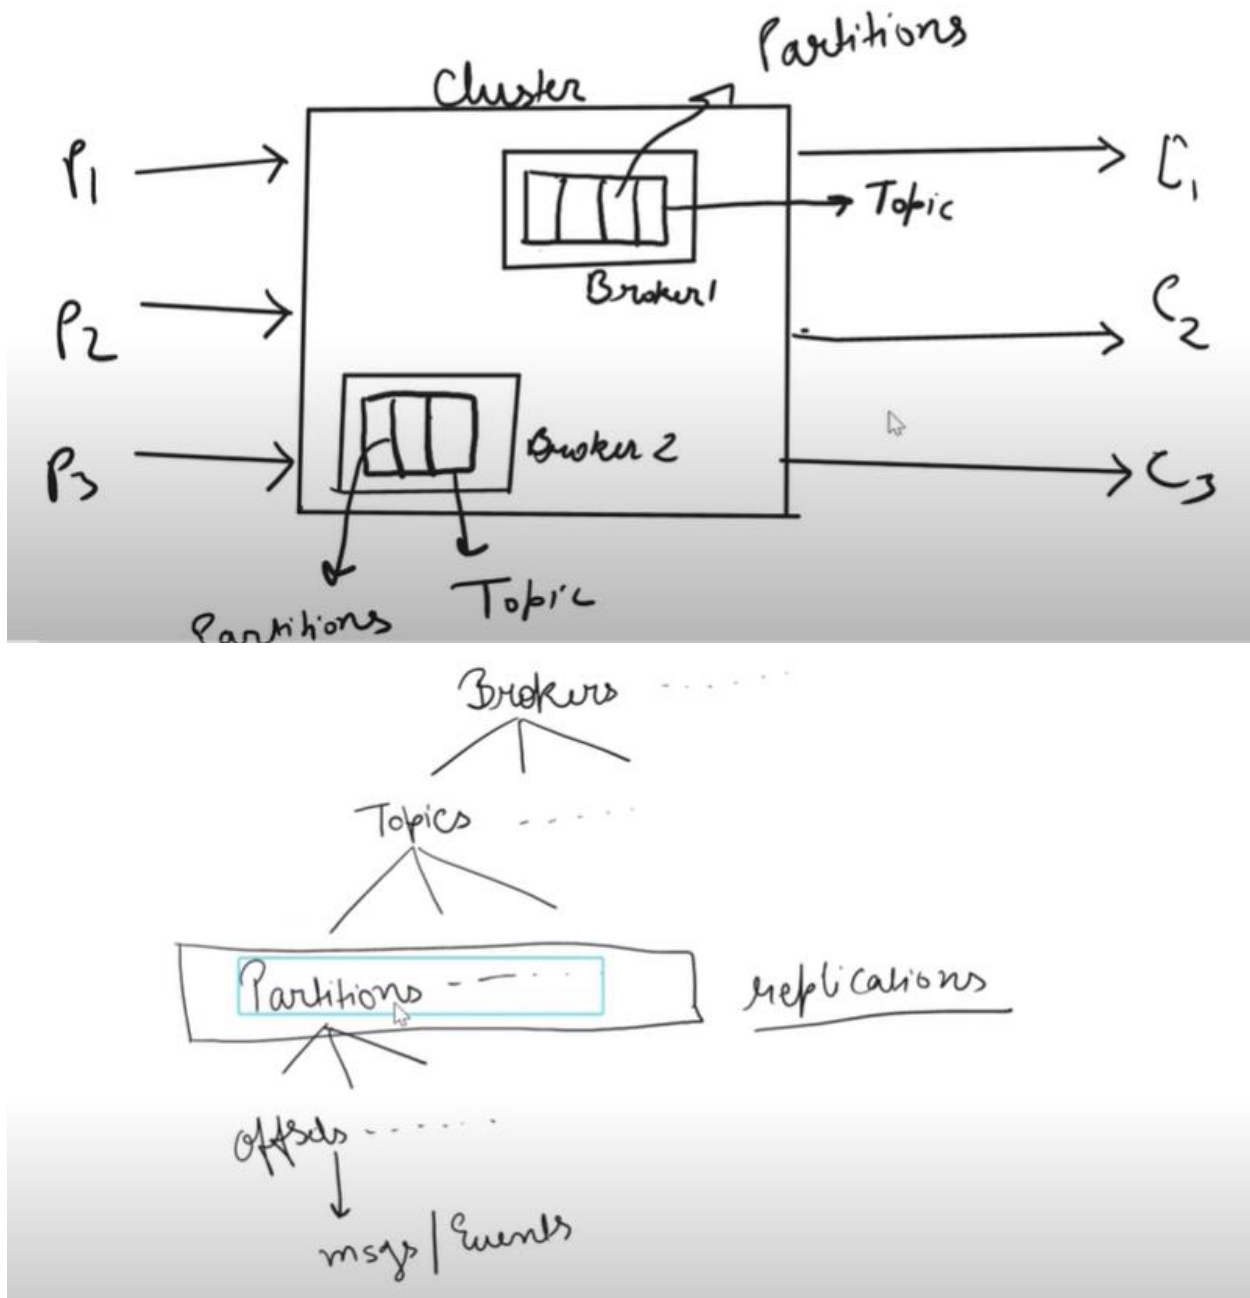 Partitions
Cluster
P1
C1
Topic
Broker1
P2
C2
Broker 2
P3
C3
Topic
Partitions
Brokers
Topics
Partitions
replications
offsets
msgs | Events